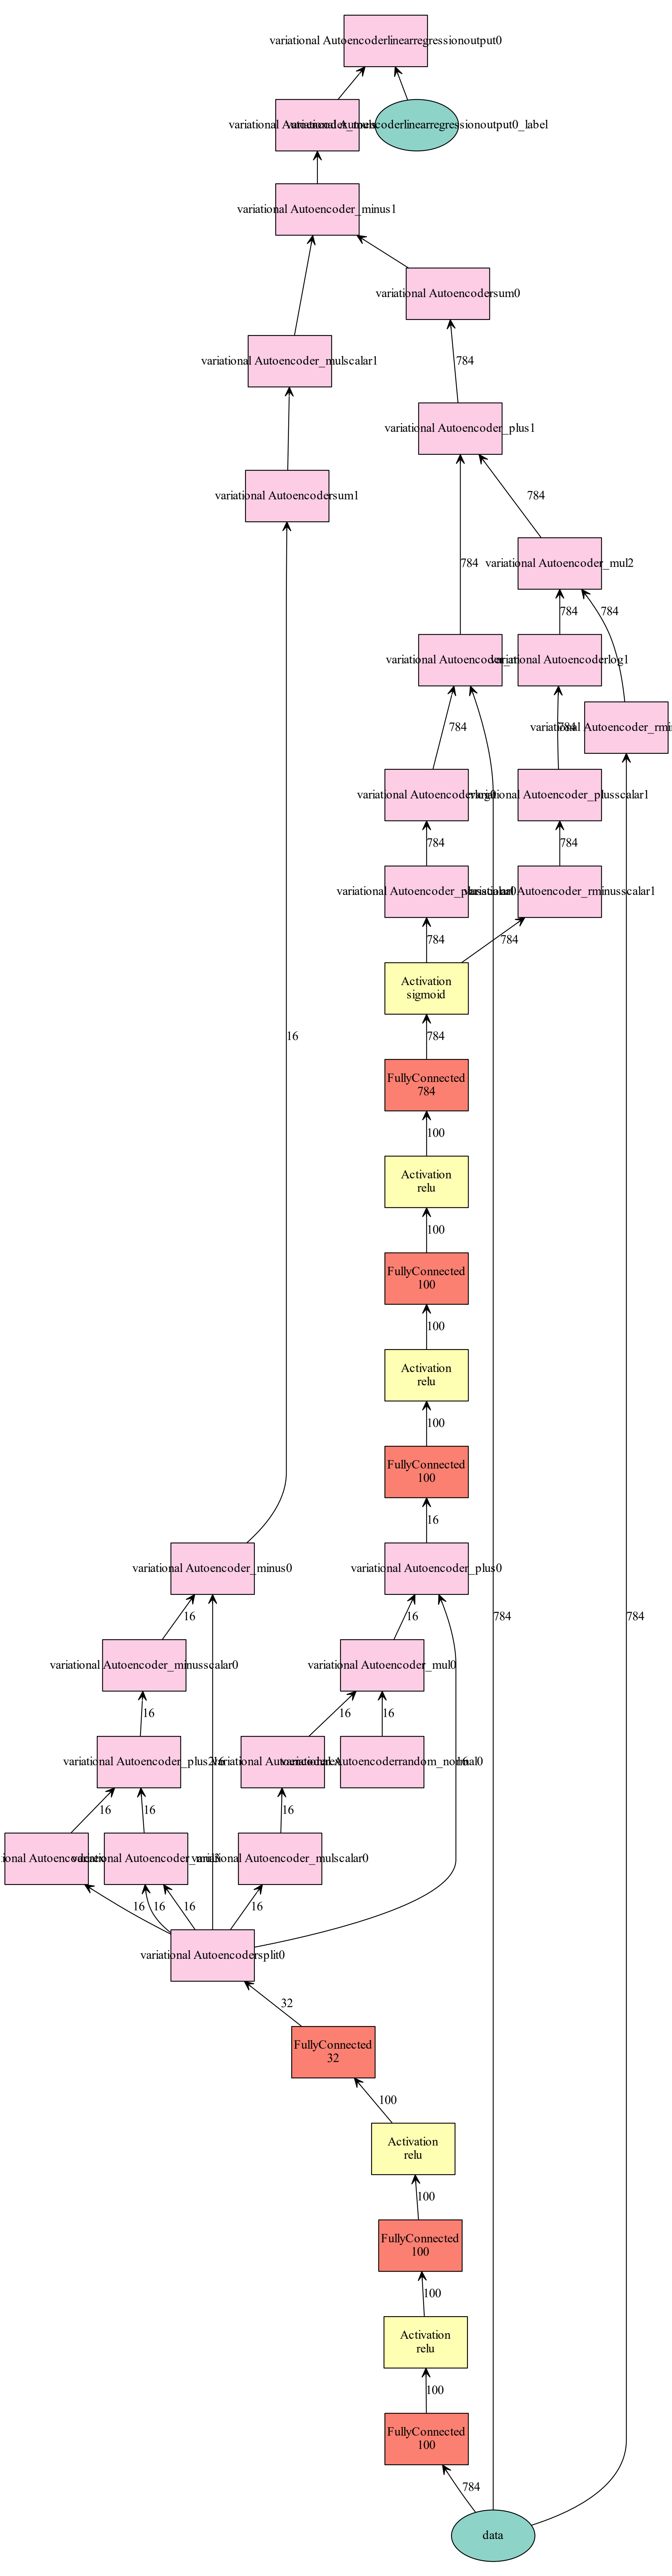 variational Autoencoderlinearregressionoutput0
variational
variational Autoencoder_minus1
variational Autoencodersum0
variational Autoencoder_mulscalar1
784
variational Autoencoder_plus1
variational Autoencodersum1
784
784
variational Autoencoder_mul2
784
784
variational Autoencoder
variational Autoencoderlog1
784
variational Autoencoder_plusscalar1
784
784
variational Autoencoder_rminusscalar1
784
784
Activation
sigmoid
16
784
FullyConnected
784
100
Activation
relu
100
FullyConnected
100
100
Activation
relu
100
FullyConnected
100
16
variational Autoencoder_minus0
variational Autoencoder_plus0
16
16
784
784
variational Autoencoder_minusscalar0
variational Autoencoder_mul0
16
16
16
variational Autoencoder_plus
16
16
16
Autoencoder_mulscalar0
16
16
16
16
variational Autoencodersplit0
32
FullyConnected
32
100
Activation
relu
100
FullyConnected
100
100
Activation
relu
100
FullyConnected
100
784
data